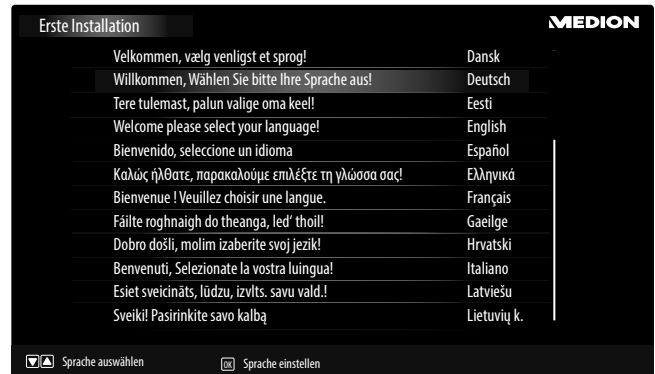 Erste Installation MEDION
Velkommen, vælg venligst et sprog! Dansk
Willkommen, Wählen Sie bitte Ihre Sprache aus! Deutsch
Tere tulemast, palun valige oma keel! Eesti
Welcome please select your language! English
Bienvenido, seleccione un idioma Español
Καλώς ήλθατε, παρακαλούμε επιλέξτε τη γλώσσα σας! Ελληνικά
Bienvenue ! Veuillez choisir une langue. Français
Fáilte roghnaigh do theanga, led‘ thoil! Gaeilge
Dobro došli, molim izaberite svoj jezik! Hrvatski
Benvenuti, Selezionate la vostra luingua! Italiano
Esiet sveicināts, lūdzu, izvlts. savu vald.! Latviešu
Sveiki! Pasirinkite savo kalbą Lietuvių k.
▼▲ Sprache auswählen OK Sprache einstellen